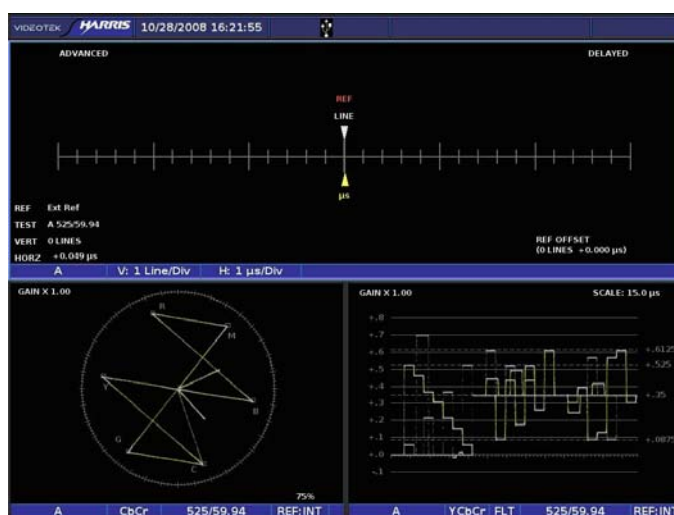 VIDEOTEK HARRIS 10/28/2008 16:21:55
ADVANCED DELAYED
REF
LINE
µs
REF Ext Ref
TEST A 525/59.94
VERT 0 LINES
HORZ +0.049 µs
REF OFFSET
(0 LINES +0.000 µs)
A V: 1 Line/Div H: 1 µs/Div
GAIN X 1.00
R
M
Y
B
G
C
75%
A CbCr 525/59.94 REF:INT
GAIN X 1.00 SCALE: 15.0 µs
+.8
+.7
+.6 +.6125
+.5 +.525
+.4
+.3 +.35
+.2
+.1 +.0875
+.0
-.1
A YCbCr FLT 525/59.94 REF:INT